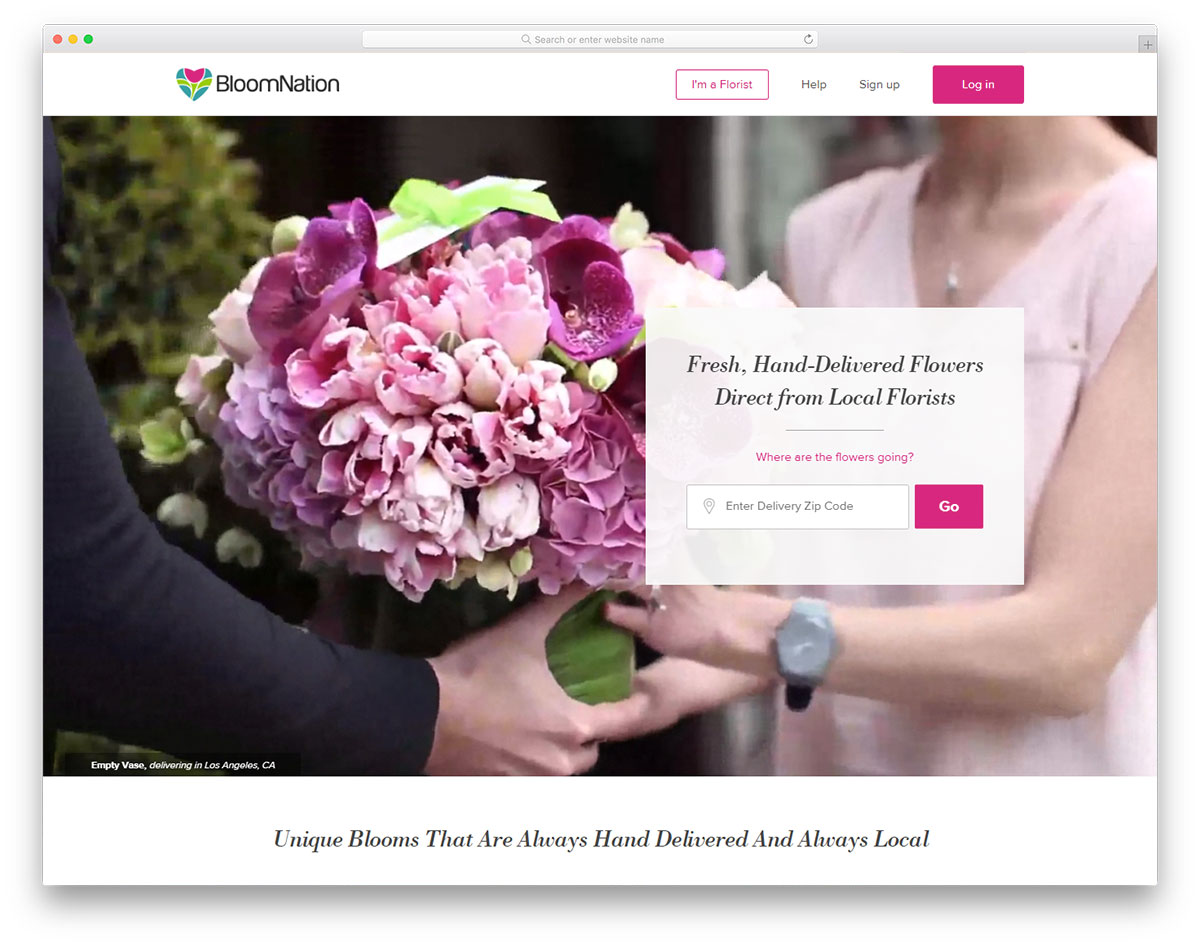 Search or enter website name
BloomNation
I'm a Florist
Help
Sign up
Log in
Fresh, Hand-Delivered Flowers
Direct from Local Florists
Where are the flowers going?
Enter Delivery Zip Code
Go
Empty Vase, delivering in Los Angeles, CA
Unique Blooms That Are Always Hand Delivered And Always Local